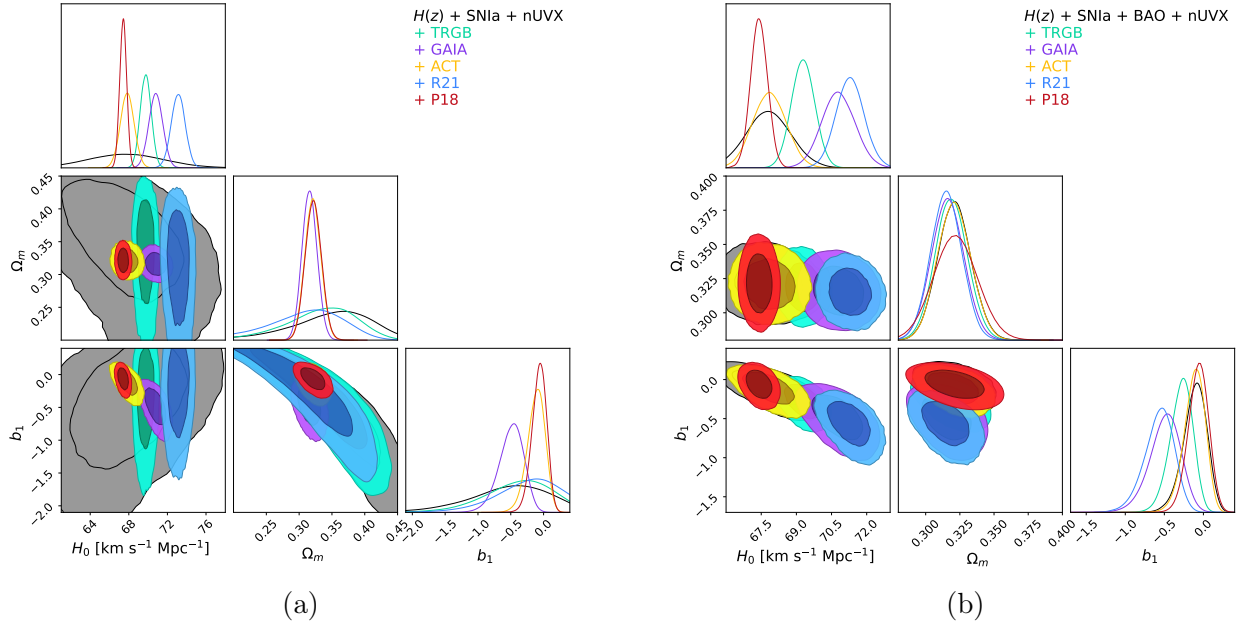 H(z) + SNIa + nUVX
+ TRGB
+ GAIA
+ ACT
+ R21
+ P18
0.45
0.40
0.35
0.30
0.25
Ωm
0.0
−0.5
−1.0
−1.5
−2.0
b1
64
68
72
76
H0 [km s−1 Mpc−1]
0.25
0.30
0.35
0.40
0.45
Ωm
−2.0
−1.5
−1.0
−0.5
0.0
b1
(a)
H(z) + SNIa + BAO + nUVX
+ TRGB
+ GAIA
+ ACT
+ R21
+ P18
0.400
0.375
0.350
0.325
0.300
Ωm
0.0
−0.5
−1.0
−1.5
b1
67.5
69.0
70.5
72.0
H0 [km s−1 Mpc−1]
0.300
0.325
0.350
0.375
0.400
Ωm
−1.5
−1.0
−0.5
0.0
b1
(b)